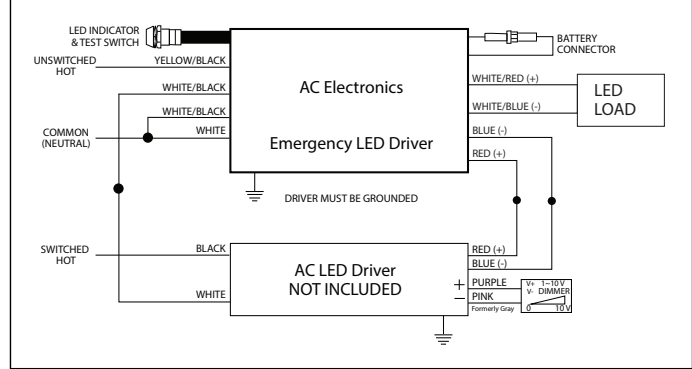 LED INDICATOR
& TEST SWITCH
BATTERY
CONNECTOR
UNSWITCHED
HOT
YELLOW/BLACK
WHITE/BLACK
WHITE/BLACK
WHITE
COMMON
(NEUTRAL)
AC Electronics
Emergency LED Driver
WHITE/RED (+)
WHITE/BLUE (-)
LED
LOAD
BLUE (-)
RED (+)
DRIVER MUST BE GROUNDED
SWITCHED
HOT
BLACK
WHITE
AC LED Driver
NOT INCLUDED
RED (+)
BLUE (-)
+ PURPLE
− PINK
Formerly Gray
V+ 1~10 V
V- DIMMER
0 10 V